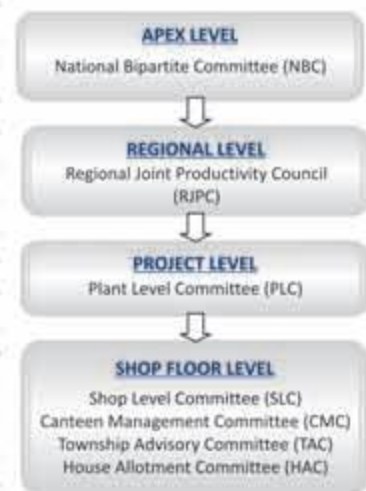 APEX LEVEL
National Bipartite Committee (NBC)
REGIONAL LEVEL
Regional Joint Productivity Council
(RJPC)
PROJECT LEVEL
Plant Level Committee (PLC)
SHOP FLOOR LEVEL
Shop Level Committee (SLC)
Canteen Management Committee (CMC)
Township Advisory Committee (TAC)
House Allotment Committee (HAC)